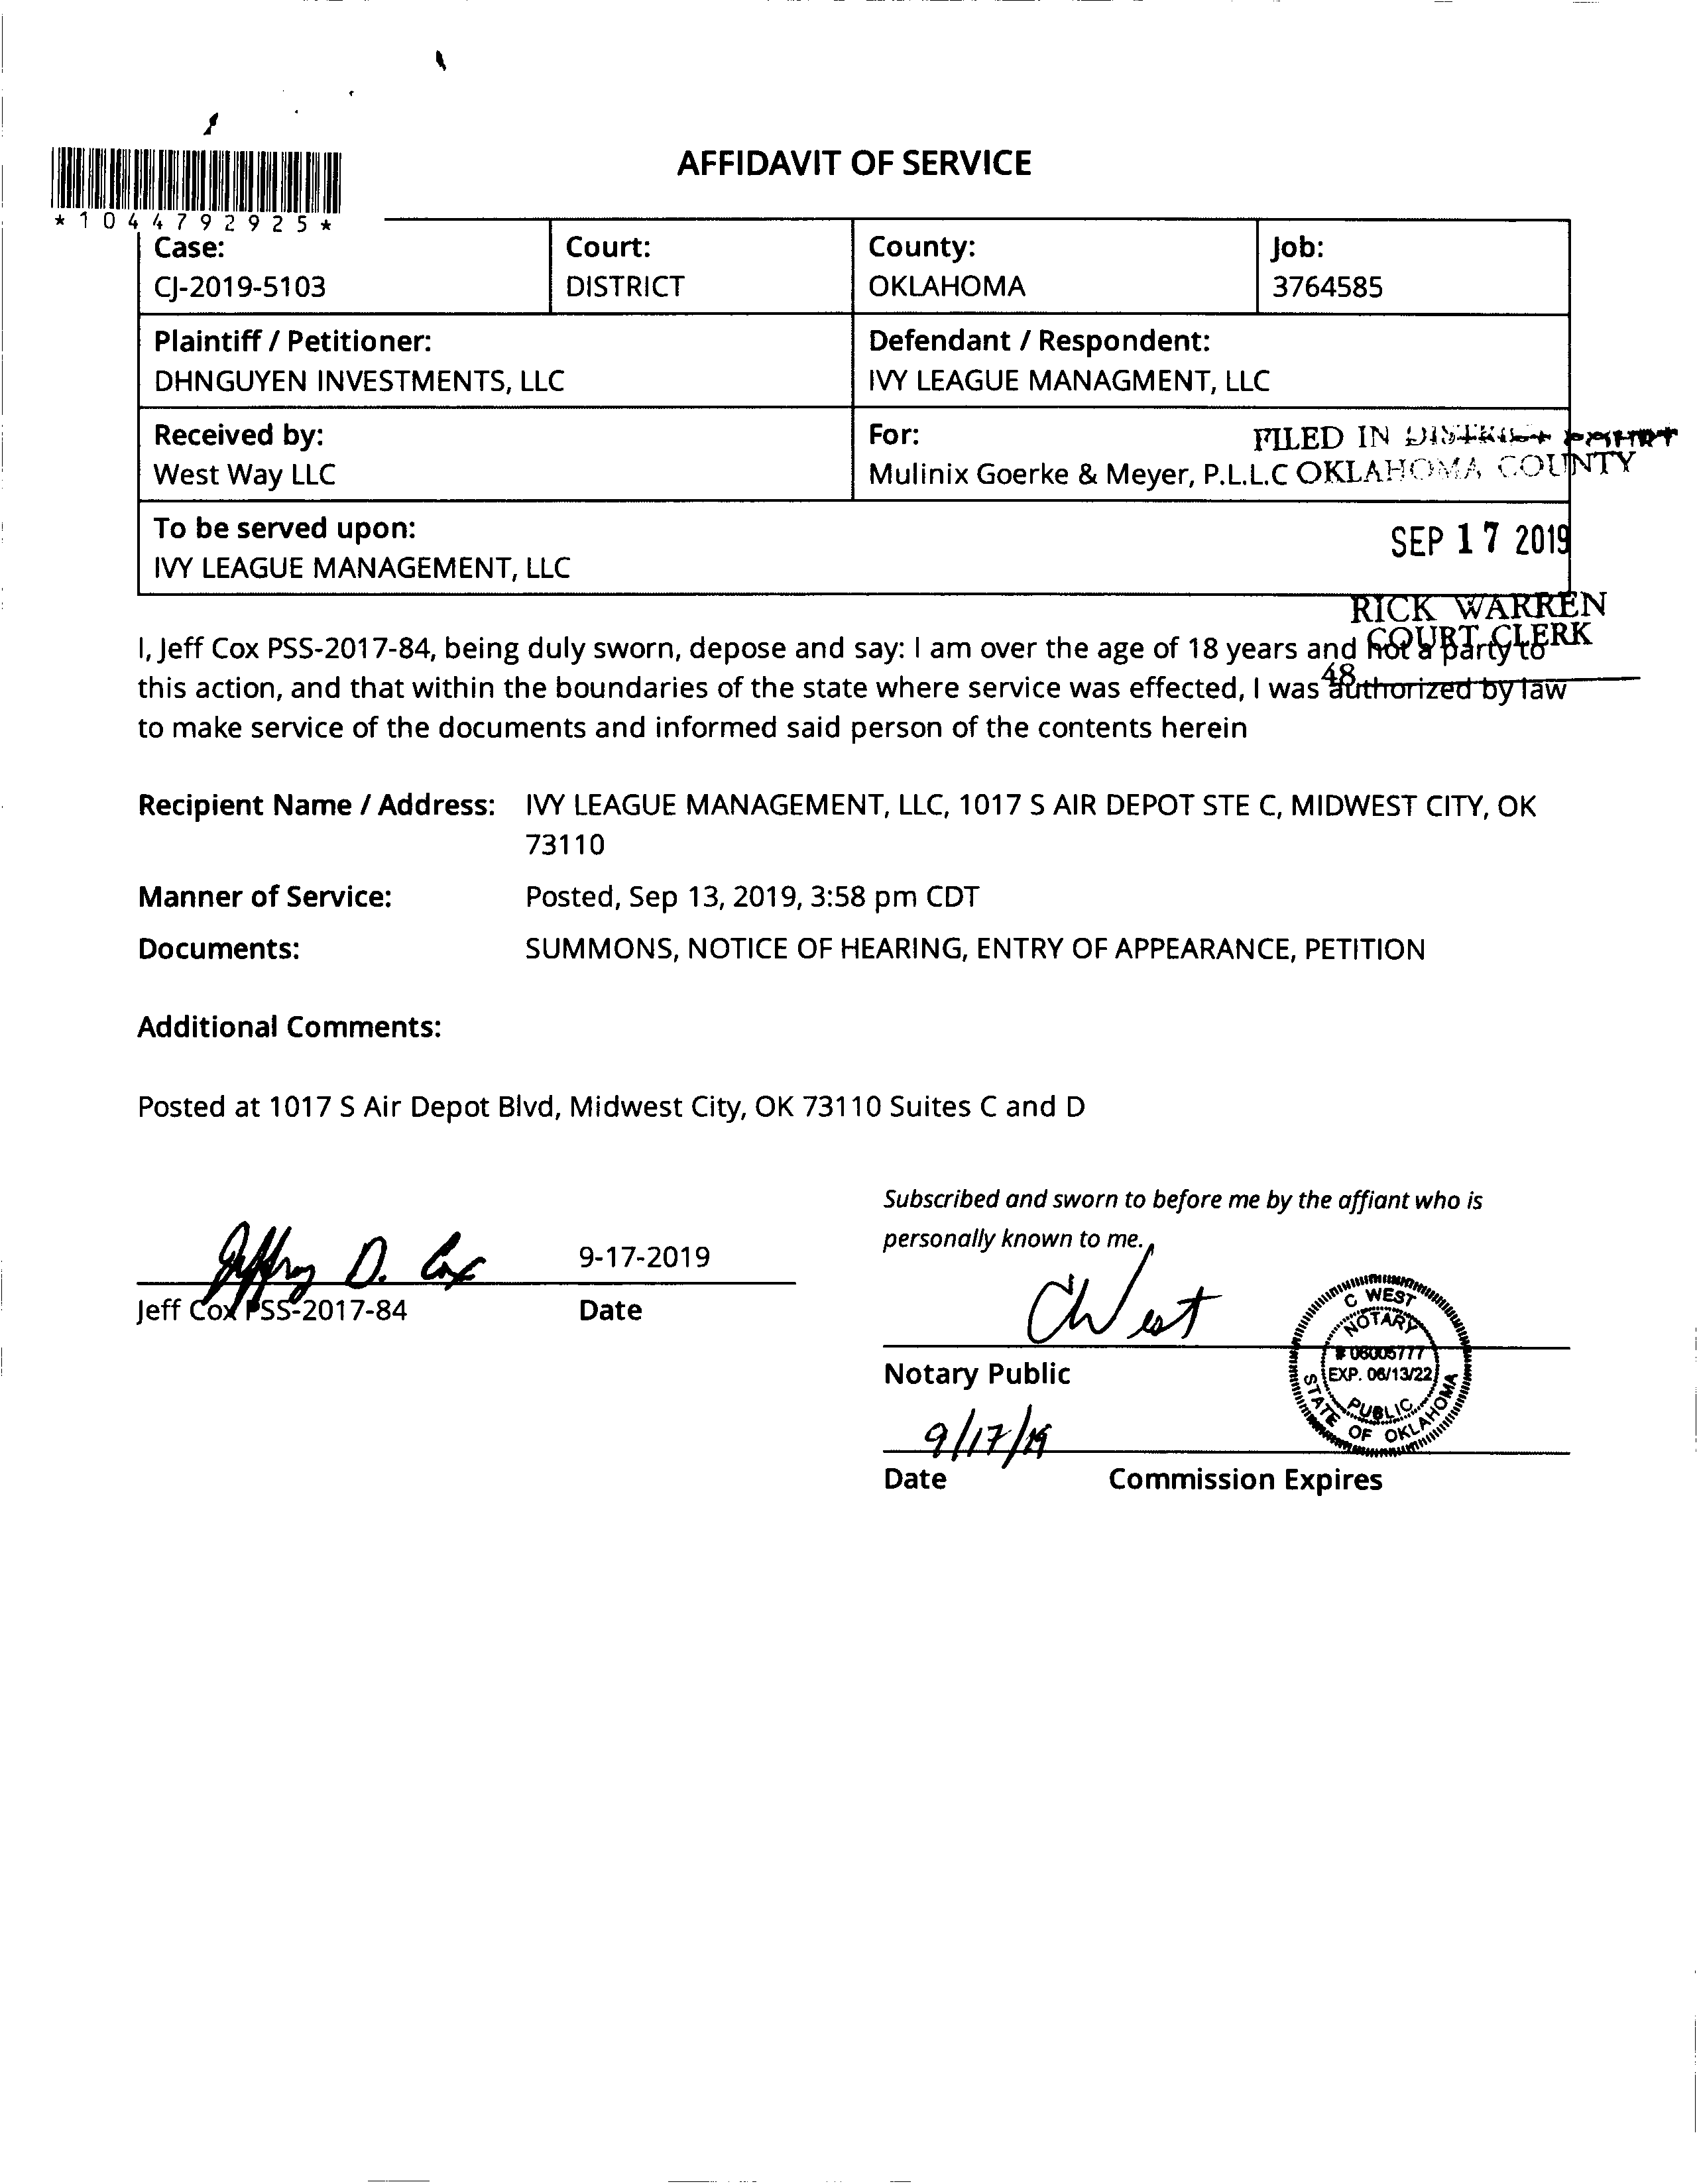 AFFIDAVIT OF SERVICE
*1044792925*
Case: Court: County: Job:
CJ-2019-5103 DISTRICT OKLAHOMA 3764585
Plaintiff / Petitioner: Defendant / Respondent:
DHNGUYEN INVESTMENTS, LLC IVY LEAGUE MANAGMENT, LLC
Received by: For:
West Way LLC Mulinix Goerke & Meyer, P.L.L.C
FILED IN DISTRICT COURT
OKLAHOMA COUNTY
To be served upon:
IVY LEAGUE MANAGEMENT, LLC
SEP 17 2019
RICK WARREN
COURT CLERK
48
I, Jeff Cox PSS-2017-84, being duly sworn, depose and say: I am over the age of 18 years and not a party to
this action, and that within the boundaries of the state where service was effected, I was authorized by law
to make service of the documents and informed said person of the contents herein
Recipient Name / Address: IVY LEAGUE MANAGEMENT, LLC, 1017 S AIR DEPOT STE C, MIDWEST CITY, OK
73110
Manner of Service: Posted, Sep 13, 2019, 3:58 pm CDT
Documents: SUMMONS, NOTICE OF HEARING, ENTRY OF APPEARANCE, PETITION
Additional Comments:
Posted at 1017 S Air Depot Blvd, Midwest City, OK 73110 Suites C and D
Jeffrey D. Cox 9-17-2019
Jeff Cox PSS-2017-84 Date
Subscribed and sworn to before me by the affiant who is
personally known to me.
C West
Notary Public
C WEST
NOTARY
# 06005777
EXP. 06/13/22
PUBLIC
STATE OF OKLAHOMA
9/17/19
Date Commission Expires